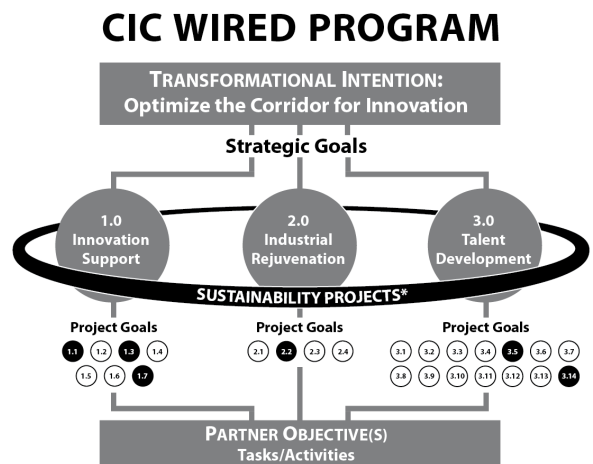 CIC WIRED PROGRAM
TRANSFORMATIONAL INTENTION:
Optimize the Corridor for Innovation
Strategic Goals
1.0
Innovation
Support
2.0
Industrial
Rejuvenation
3.0
Talent
Development
SUSTAINABILITY PROJECTS*
Project Goals
1.1 1.2 1.3 1.4
1.5 1.6 1.7
Project Goals
2.1 2.2 2.3 2.4
Project Goals
3.1 3.2 3.3 3.4 3.5 3.6 3.7
3.8 3.9 3.10 3.11 3.12 3.13 3.14
PARTNER OBJECTIVE(S)
Tasks/Activities